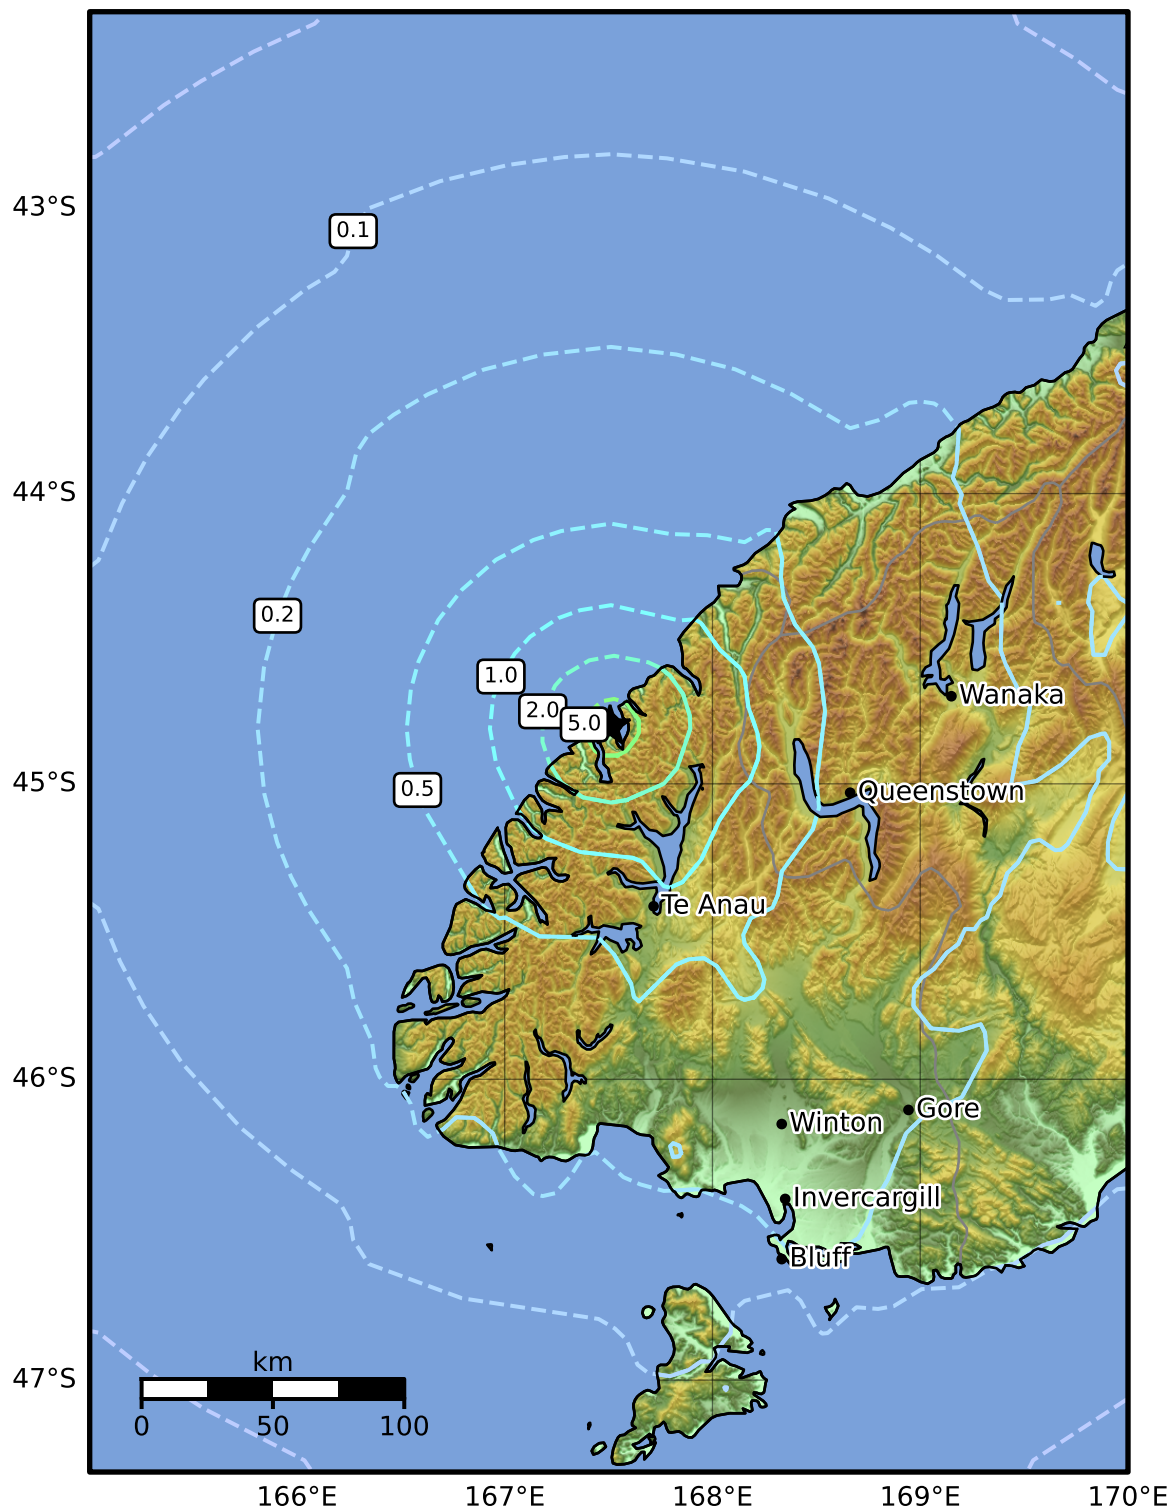 43°S
0.1
44°S
0.2
1.0
Wanaka
2.0
5.0
45°S
0.5
Queenstown
Te Anau
46°S
Gore
Winton
Invercargill
Bluff
km
47°S
0 50 100
166°E 167°E 168°E 169°E 170°E